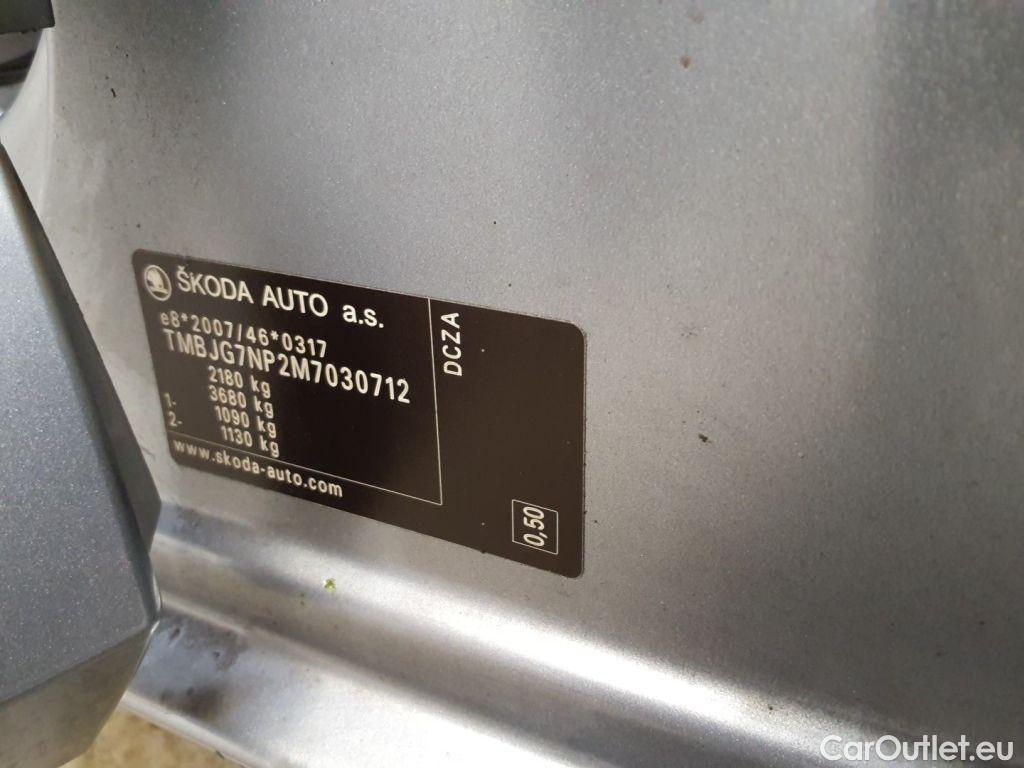 ŠKODA AUTO a.s.
e8*2007/46*0317
TMBJG7NP2M7030712
2180 kg
3680 kg
1- 1090 kg
2- 1130 kg
www.skoda-auto.com
DCZA
0,50
CarOutlet.eu